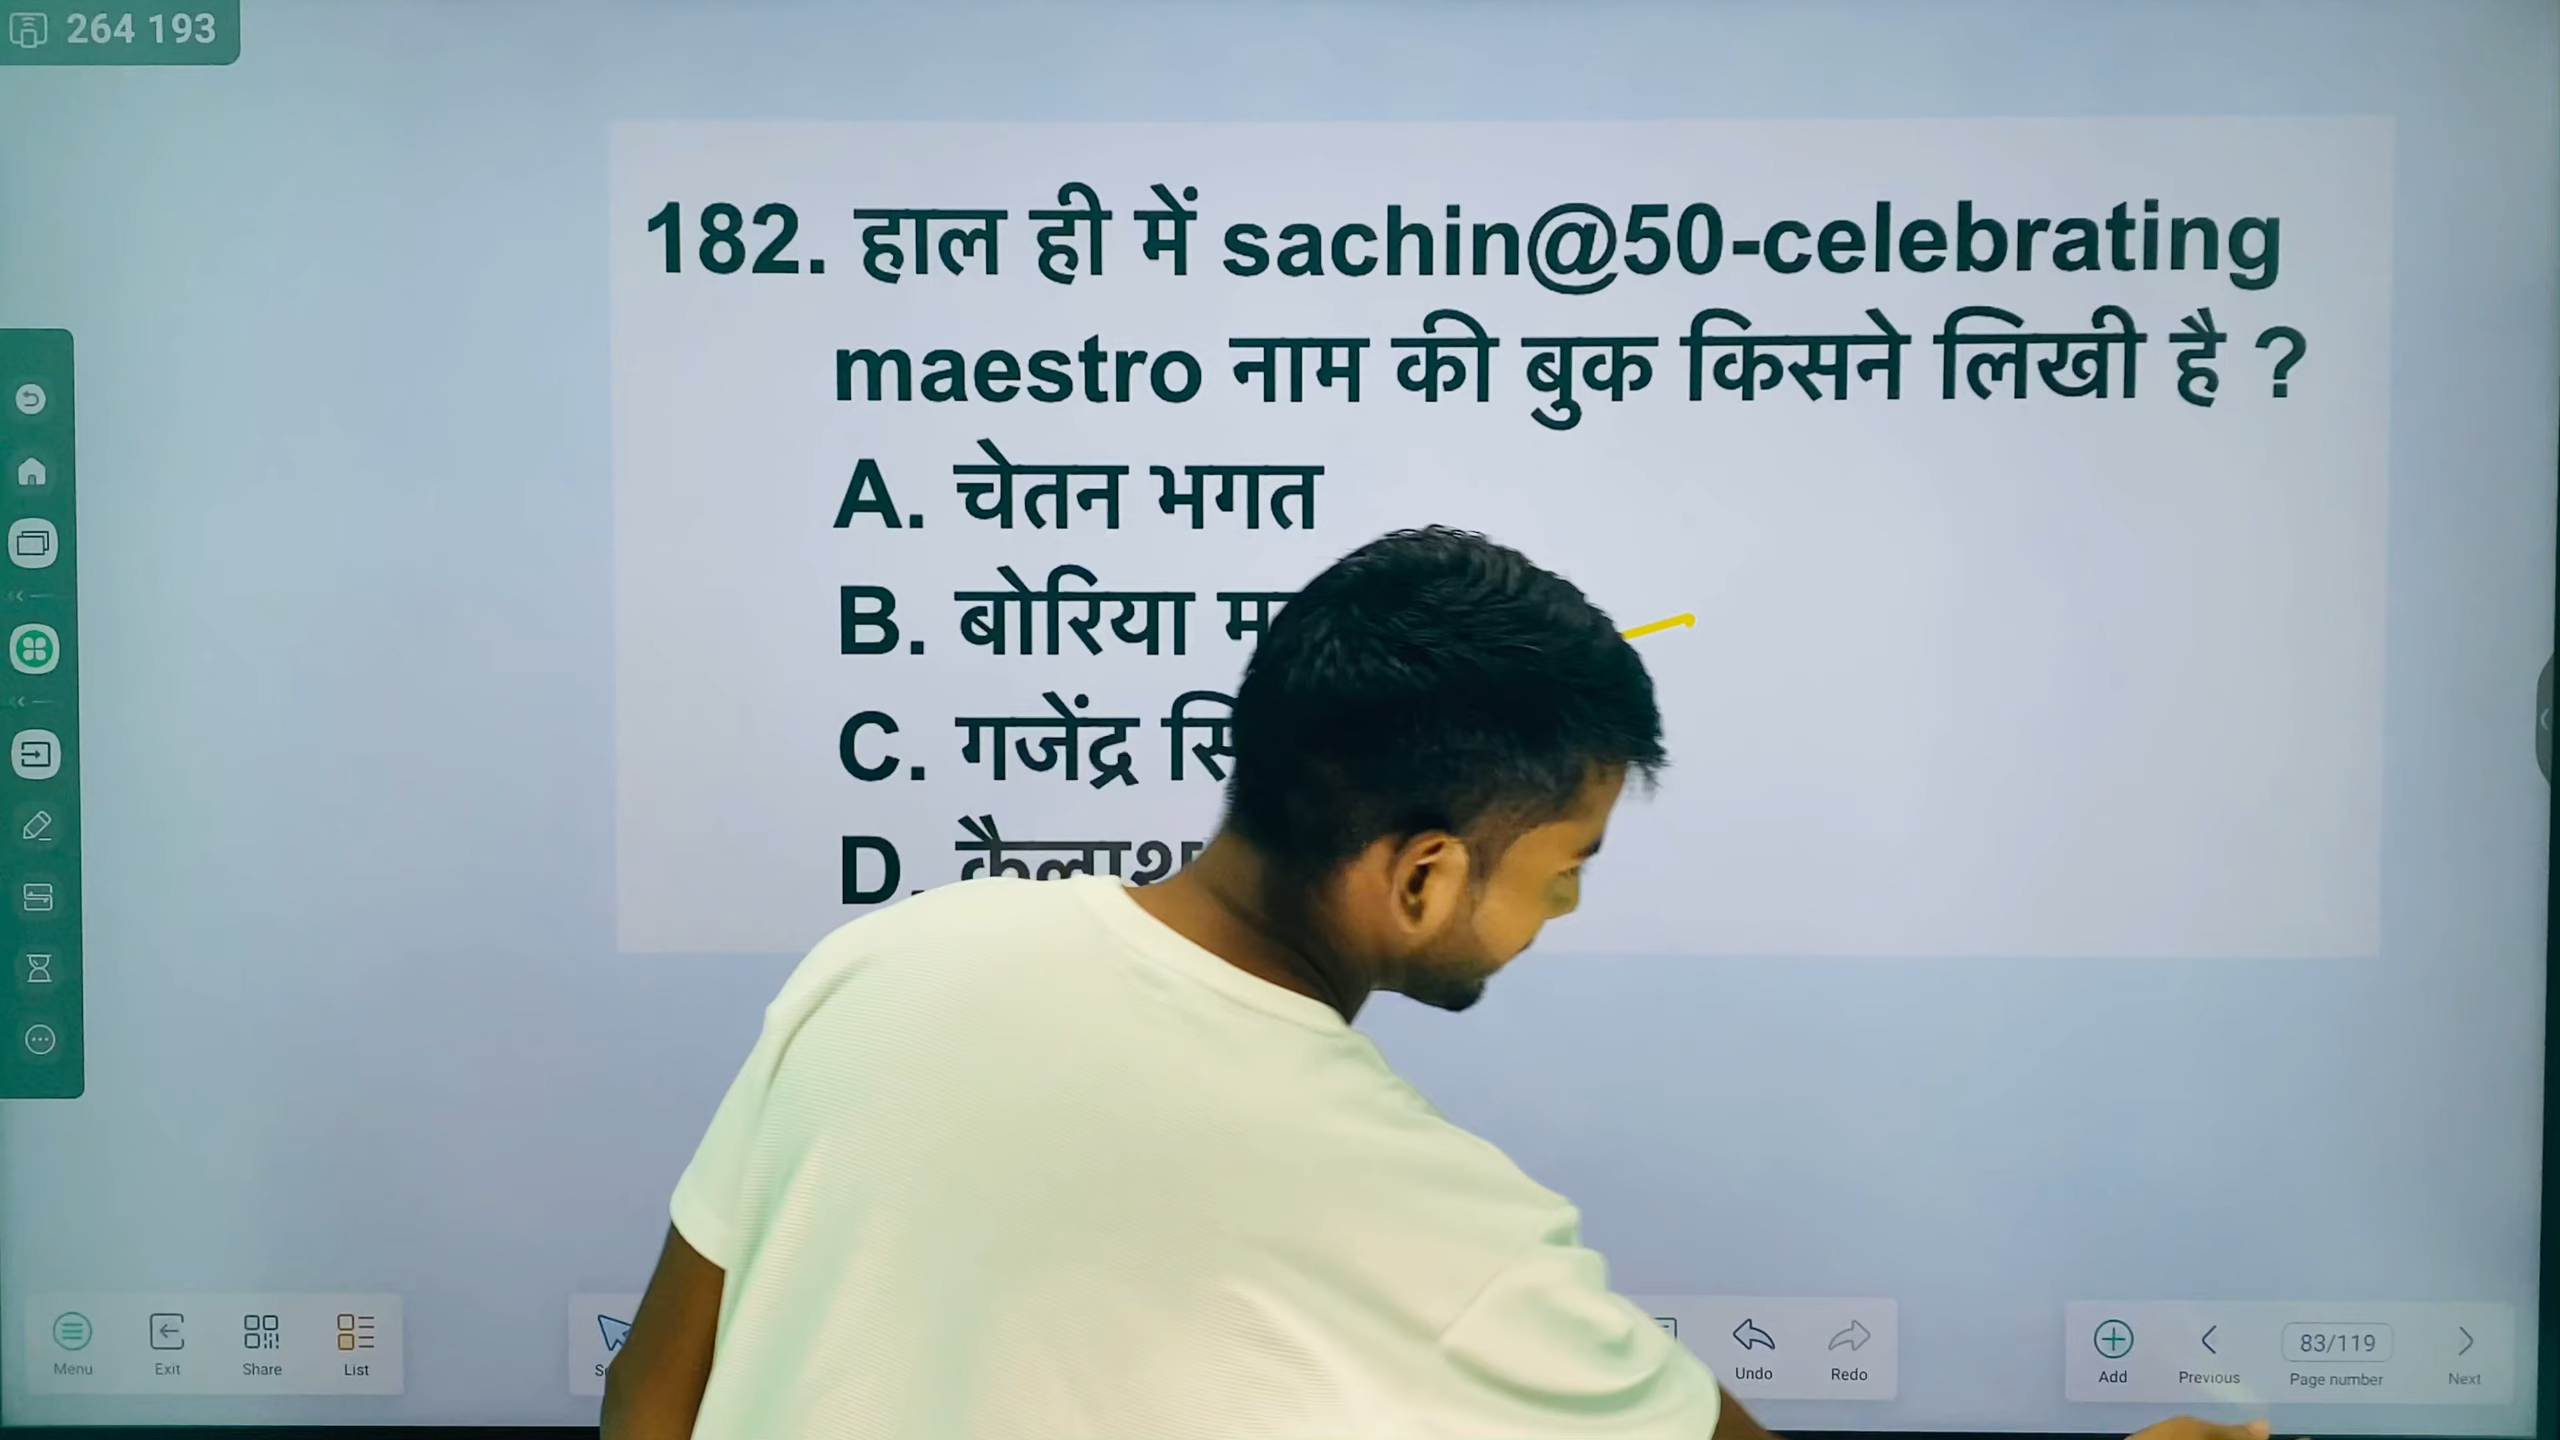 264 193
182. हाल ही में sachin@50-celebrating
maestro नाम की बुक किसने लिखी है ?
A. चेतन भगत
B. बोरिया
C. गजेंद्र
D.
Menu Exit Share List Undo Redo Add Previous 83/119 Page number Next